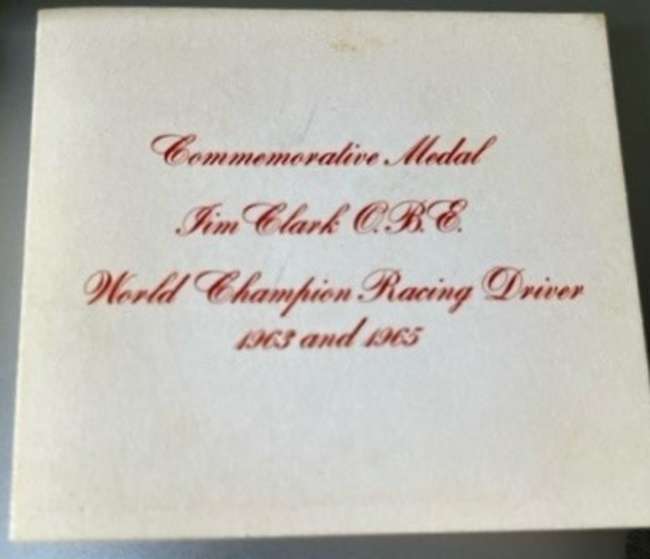 Commemorative Medal
Jim Clark O.B.E.
World Champion Racing Driver
1963 and 1965